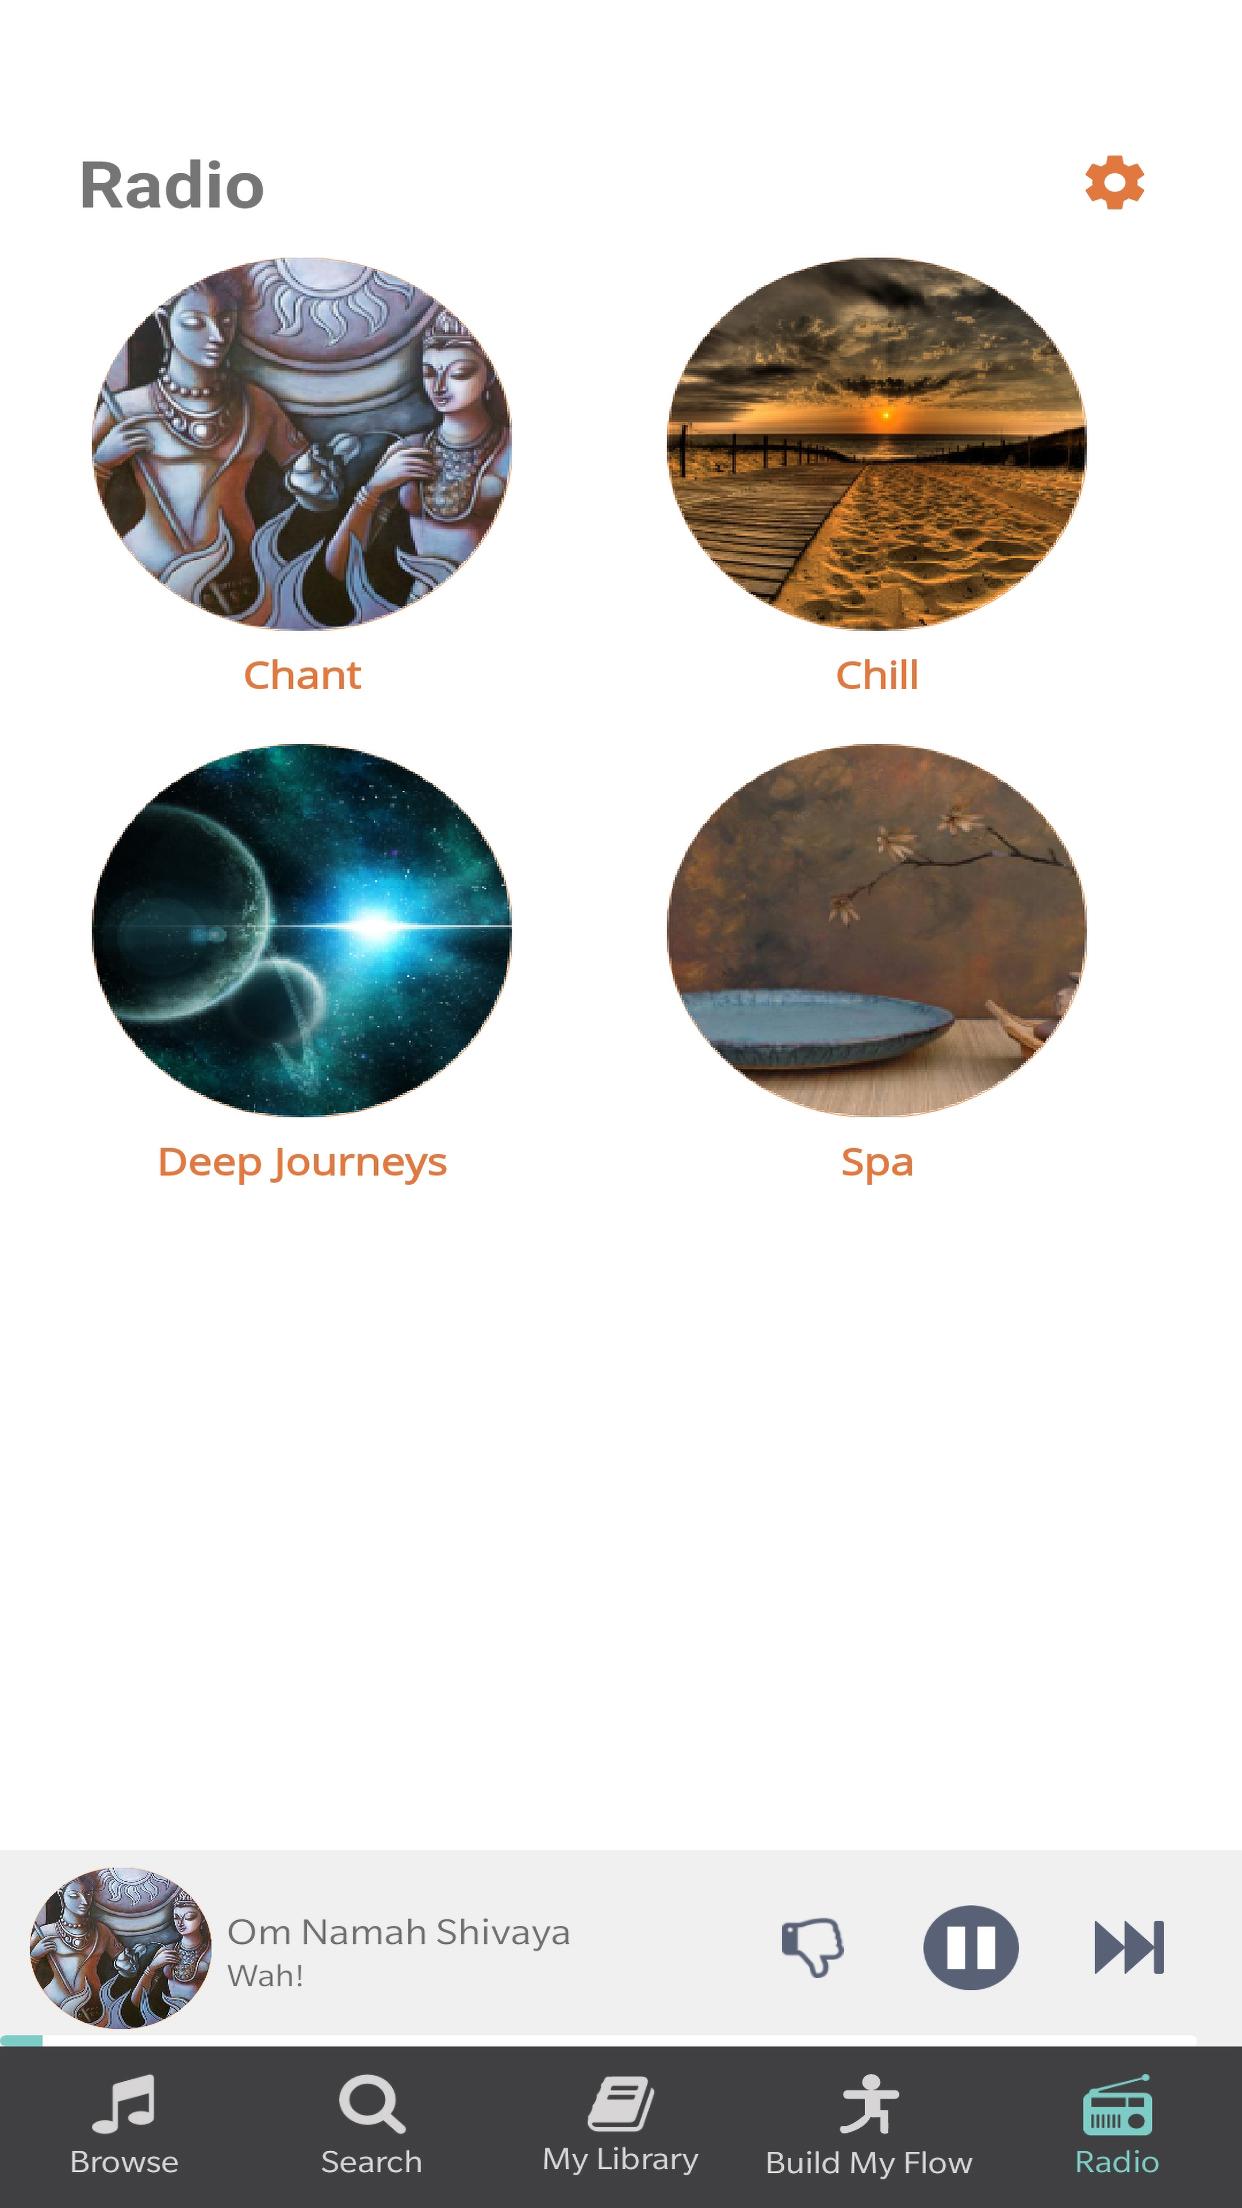 Radio
Chant
Chill
Deep Journeys
Spa
Om Namah Shivaya
Wah!
Browse
Search
My Library
Build My Flow
Radio